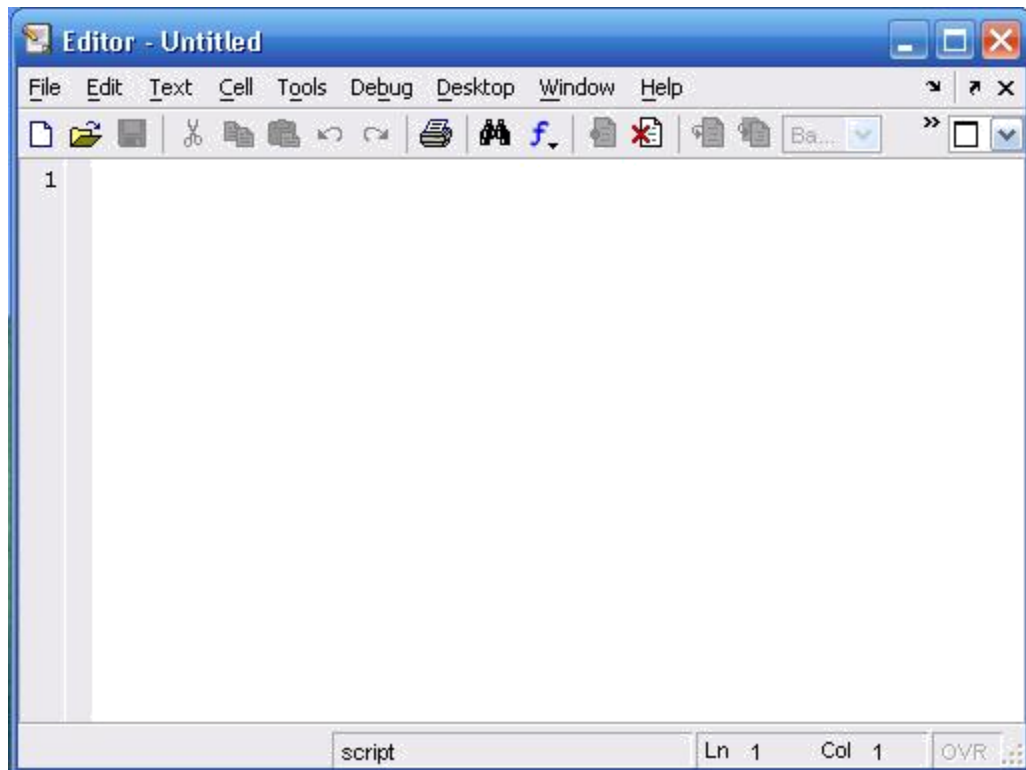 Editor - Untitled
File Edit Text Cell Tools Debug Desktop Window Help
Ba...
1
script Ln 1 Col 1 OVR